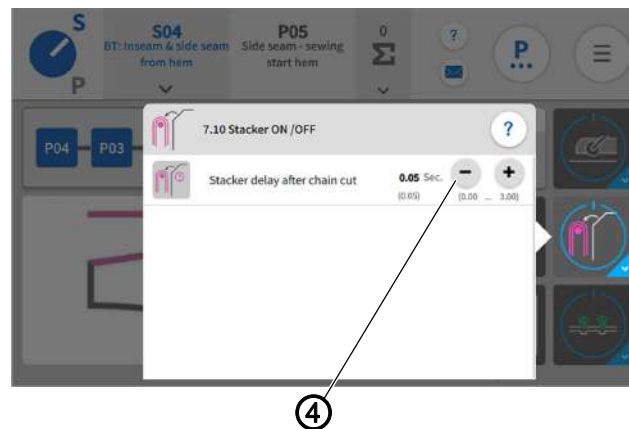 S
P
S04
BT: Inseam & side seam
from hem
P05
Side seam - sewing
start hem
0
Σ
?
P
P04
P03
7.10 Stacker ON /OFF
?
Stacker delay after chain cut
0.05 Sec.
(0.05)
−
+
(0.00 ... 3.00)
4